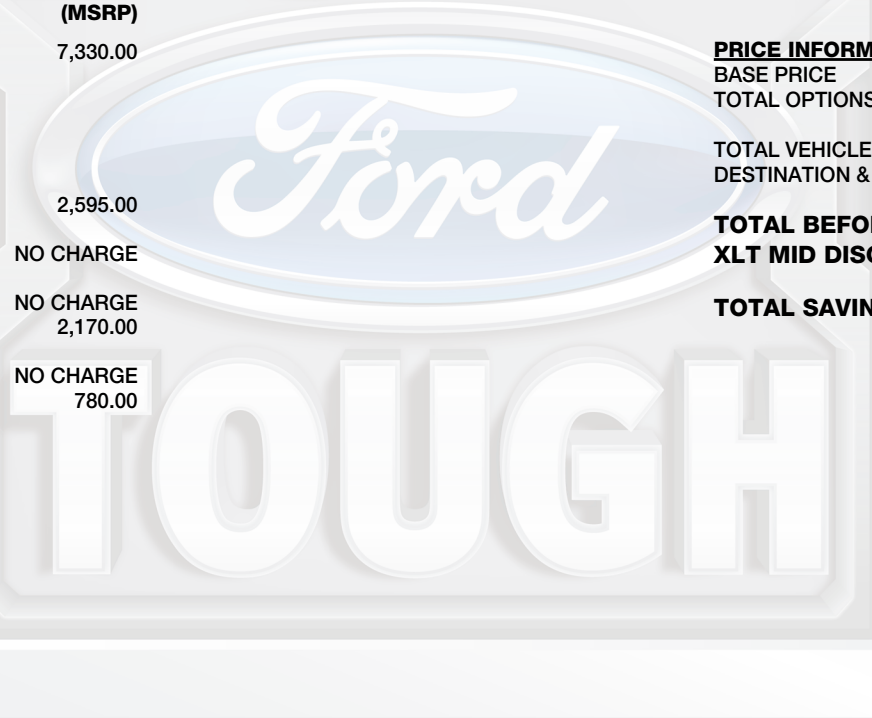 (MSRP)
7,330.00
2,595.00
NO CHARGE
NO CHARGE
2,170.00
NO CHARGE
780.00
PRICE INFORM
BASE PRICE
TOTAL OPTIONS
TOTAL VEHICLE
DESTINATION &
TOTAL BEFO
XLT MID DISC
TOTAL SAVIN
Ford
TOUGH